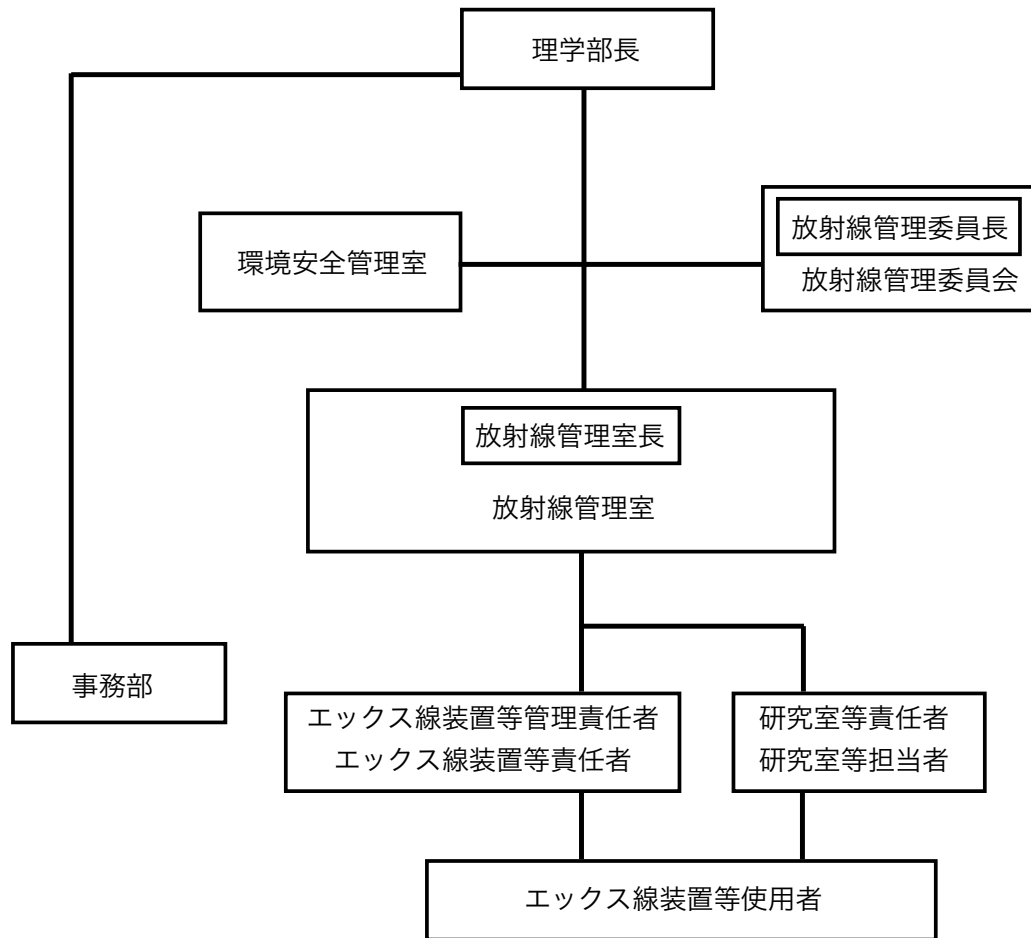 理学部長
環境安全管理室
放射線管理委員長
放射線管理委員会
放射線管理室長
放射線管理室
事務部
エックス線装置等管理責任者
エックス線装置等責任者
研究室等責任者
研究室等担当者
エックス線装置等使用者